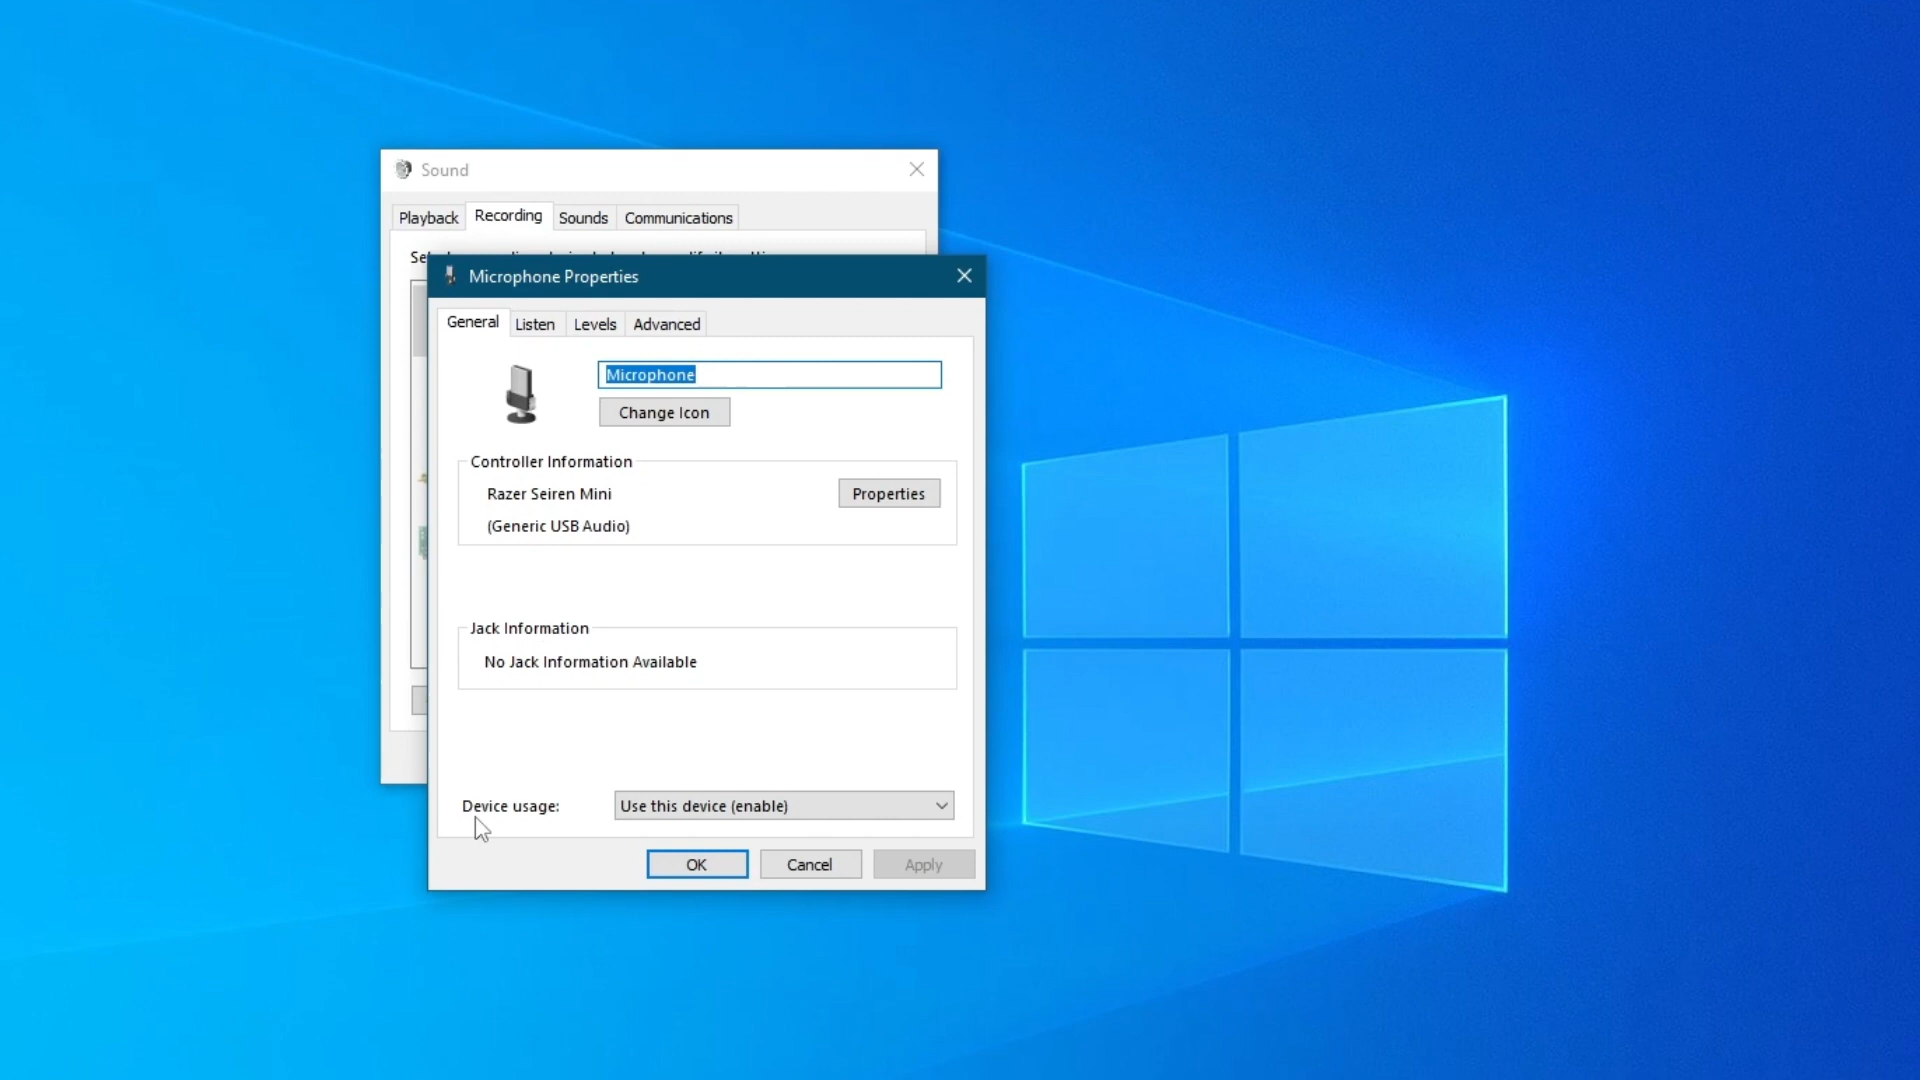 Sound
Playback Recording Sounds Communications
Microphone Properties
General Listen Levels Advanced
Microphone
Change Icon
Controller Information
Razer Seiren Mini
Properties
(Generic USB Audio)
Jack Information
No Jack Information Available
Device usage: Use this device (enable)
OK Cancel Apply